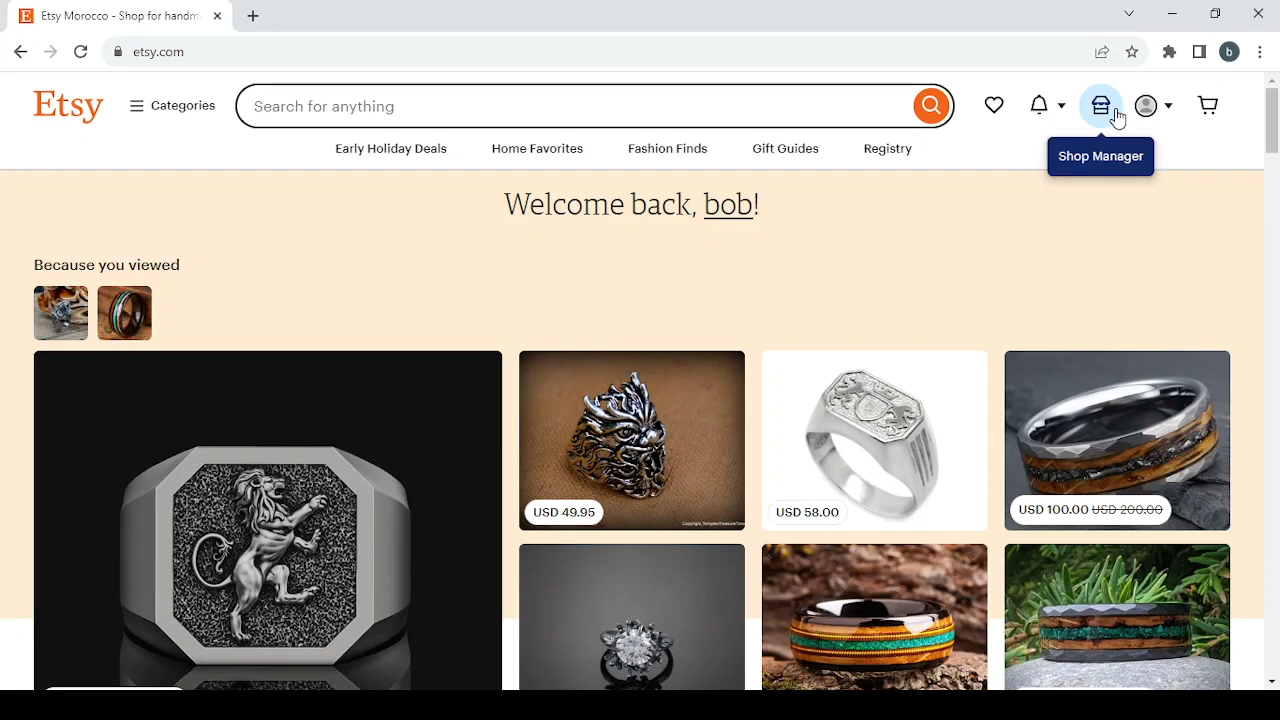 Etsy Morocco - Shop for handm
etsy.com
b
Etsy
Categories
Search for anything
Early Holiday Deals
Home Favorites
Fashion Finds
Gift Guides
Registry
Shop Manager
Welcome back, bob!
Because you viewed
USD 49.95
USD 58.00
USD 100.00 USD 200.00